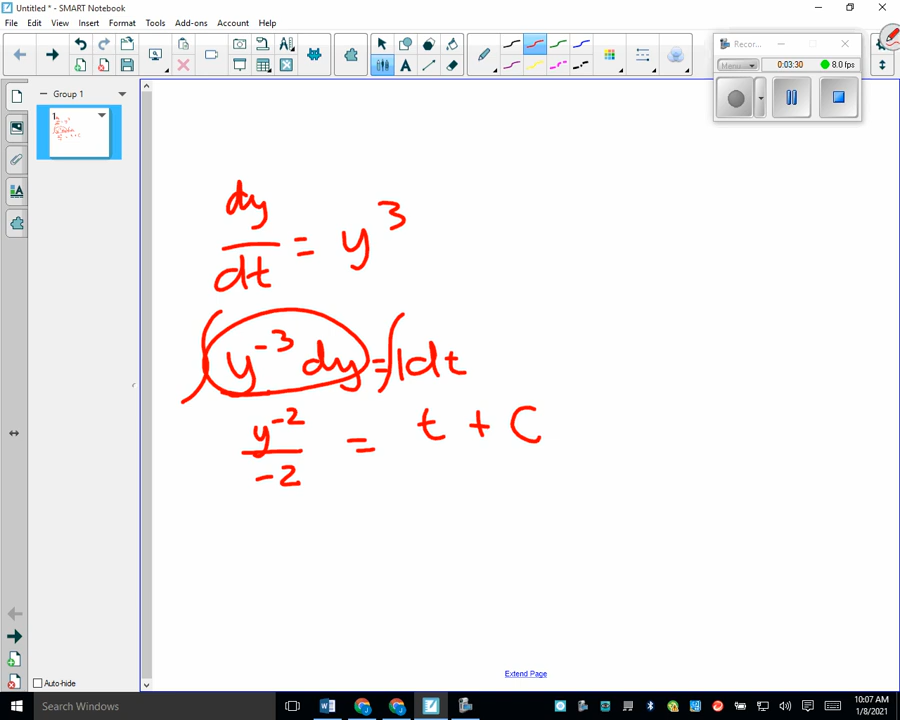 Untitled * - SMART Notebook
File Edit View Insert Format Tools Add-ons Account Help
Recor...
Menu 0:03:30 8.0 fps
Group 1
1
dy/dt = y^3
∫ y^-3 dy = ∫ 1dt
y^-2/-2 = t + C
Extend Page
Auto-hide
Search Windows
10:07 AM
1/8/2021